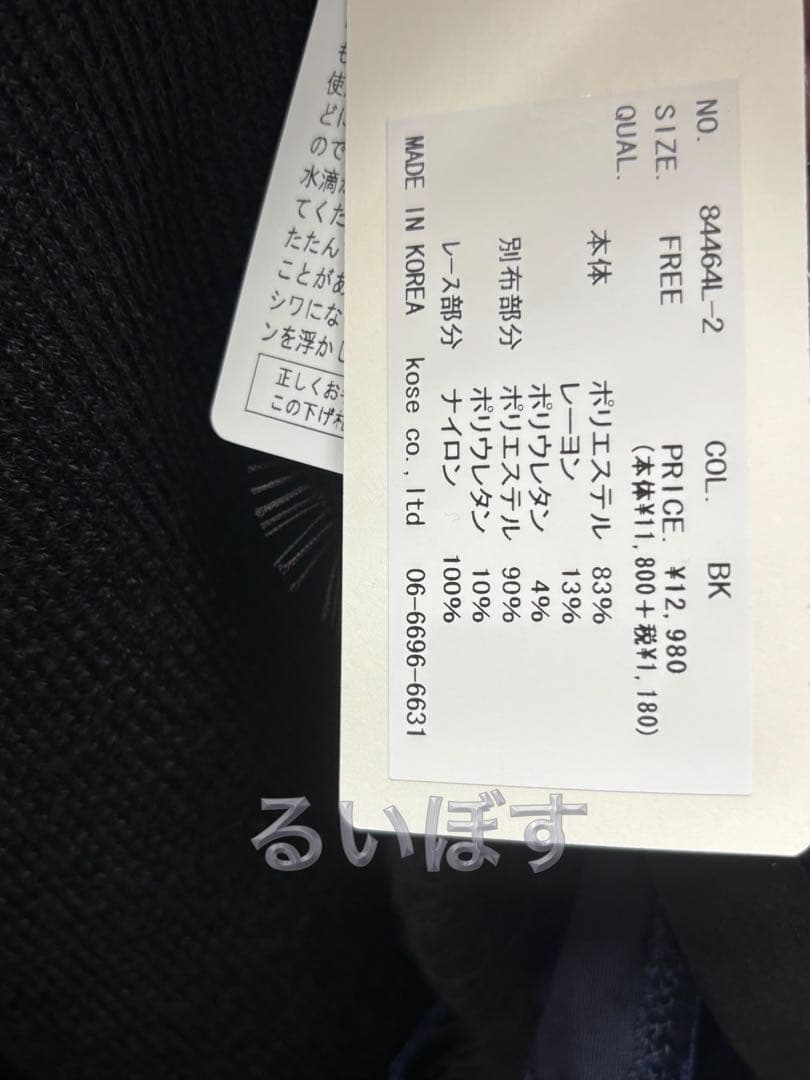 NO. 84464L-2 COL. BK
SIZE. FREE PRICE. ¥12,980
(本体¥11,800+税¥1,180)
QUAL.
本体 ポリエステル 83%
レーヨン 13%
ポリウレタン 4%
別布部分 ポリエステル 90%
ポリウレタン 10%
レース部分 ナイロン 100%
MADE IN KOREA kose co.,ltd 06-6696-6631
も
使
どに
ので
水滴が
てくだ
たたん
ことがあ
シワにな
ンを浮かし
正しくお
この下げ札
るいぼす